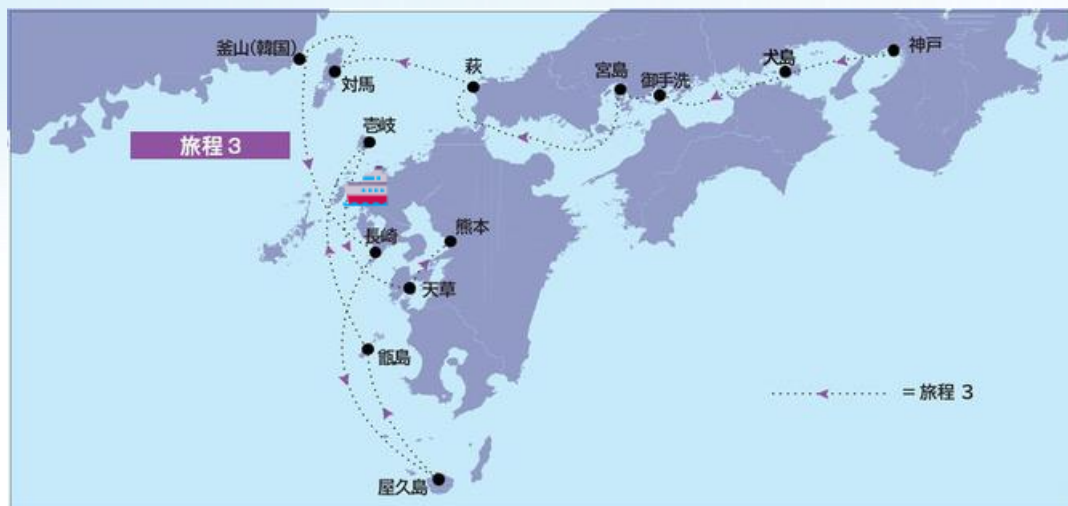 釜山(韓国)
対馬
萩
宮島
御手洗
犬島
神戸
旅程 3
壱岐
長崎
熊本
天草
甑島
= 旅程 3
屋久島